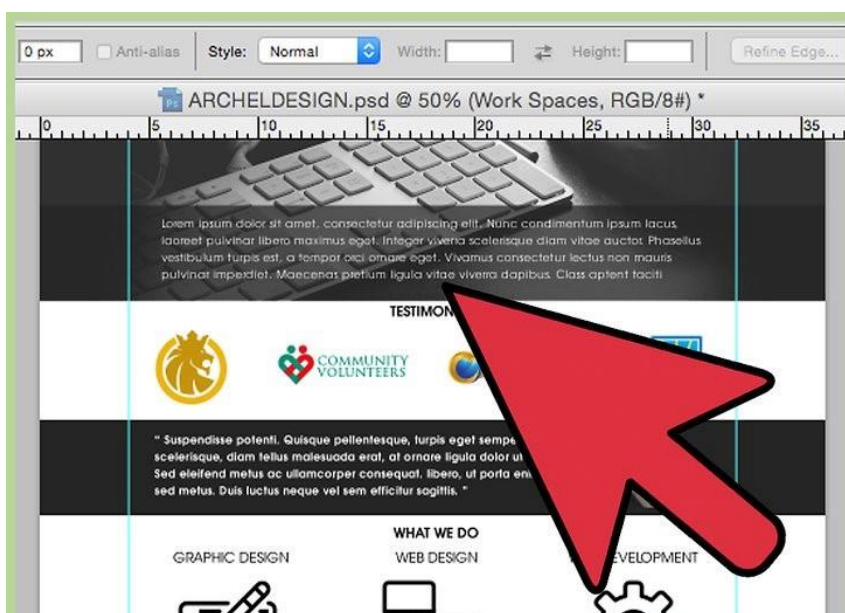 0 px Anti-alias Style: Normal Width: Height: Refine Edge...
Ps ARCHELDESIGN.psd @ 50% (Work Spaces, RGB/8#) *
0 5 10 15 20 25 30 35
Lorem ipsum dolor sit amet, consectetur adipiscing elit. Nunc condimentum ipsum lacus,
laoreet pulvinar libero maximus eget. Integer viverra scelerisque diam vitae auctor. Phasellus
vestibulum turpis est, a tempor orci ornare eget. Vivamus consectetur lectus non mauris
pulvinar imperdiet. Maecenas pretium ligula vitae viverra dapibus. Class aptent taciti
TESTIMON
COMMUNITY
VOLUNTEERS
" Suspendisse potenti. Quisque pellentesque, turpis eget sempe
scelerisque, diam tellus malesuada erat, at ornare ligula dolor ut
Sed eleifend metus ac ullamcorper consequat. libero, ut porta eni
sed metus. Duis luctus neque vel sem efficitur sagittis. "
WHAT WE DO
GRAPHIC DESIGN WEB DESIGN EVELOPMENT